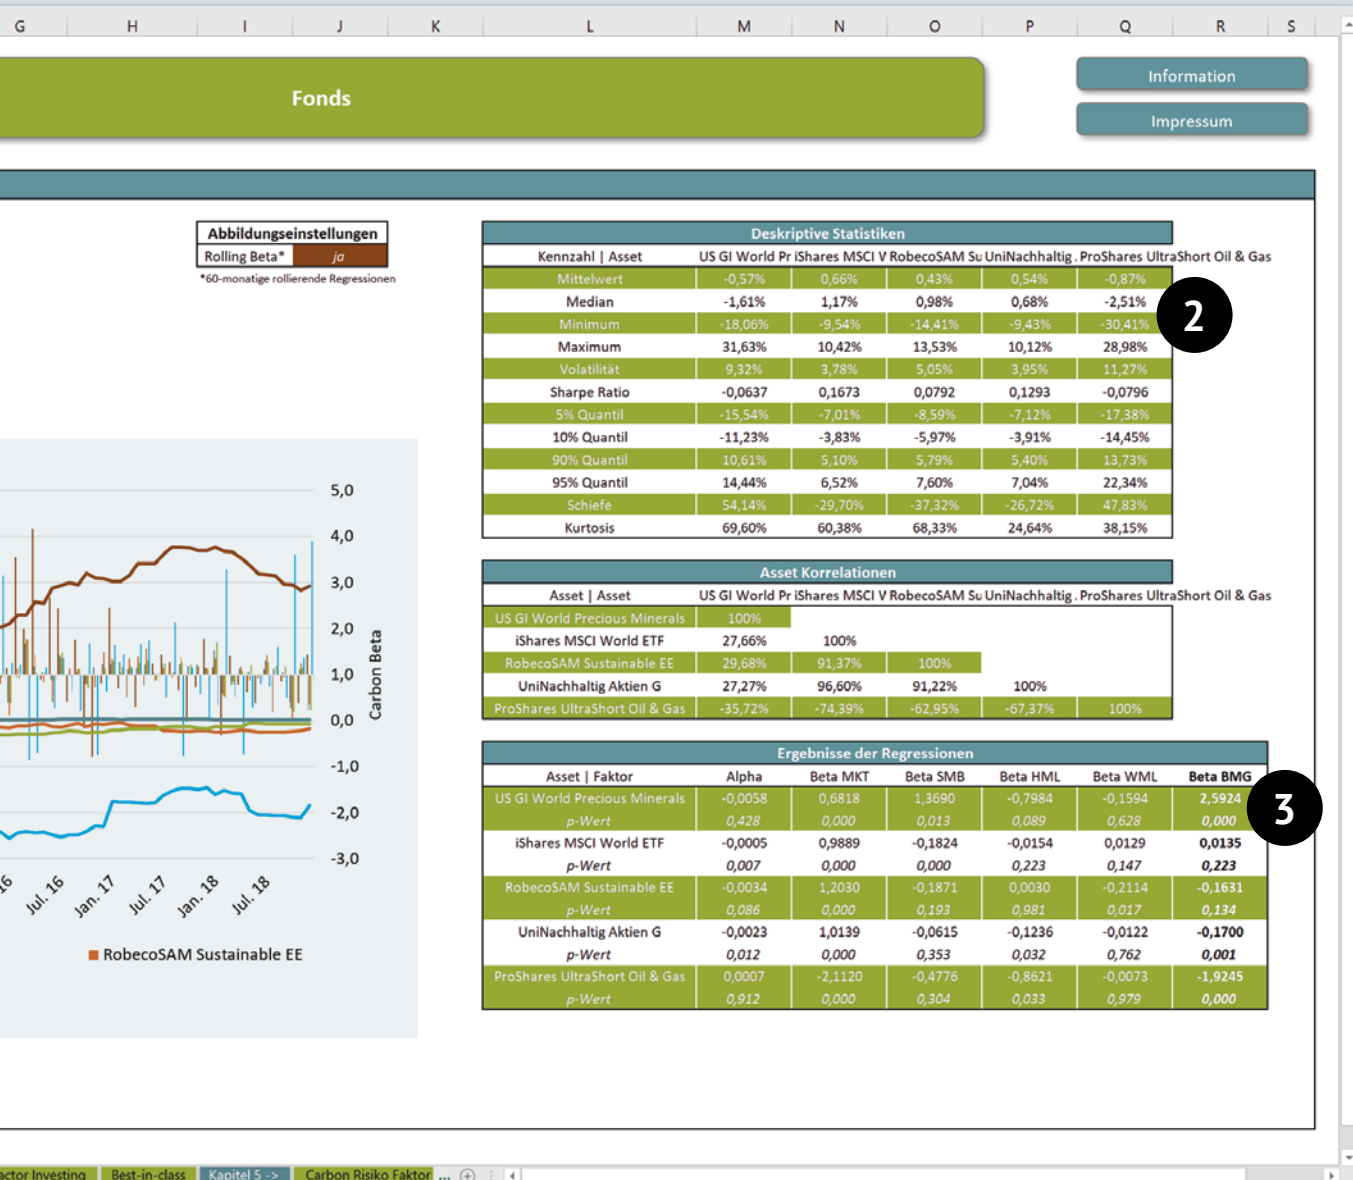 G H I J K L M N O P Q R S
Fonds
Information
Impressum
Abbildungseinstellungen
Rolling Beta* ja
*60-monatige rollierende Regressionen
5,0
4,0
3,0
2,0
1,0
0,0
-1,0
-2,0
-3,0
Carbon Beta
16 Jul. 16 Jan. 17 Jul. 17 Jan. 18 Jul. 18
RobecoSAM Sustainable EE
Deskriptive Statistiken
Kennzahl | Asset US GI World Pr iShares MSCI V RobecoSAM Su UniNachhaltig . ProShares UltraShort Oil & Gas
Mittelwert -0,57% 0,66% 0,43% 0,54% -0,87%
Median -1,61% 1,17% 0,98% 0,68% -2,51%
Minimum -18,06% -9,54% -14,41% -9,43% -30,41%
Maximum 31,63% 10,42% 13,53% 10,12% 28,98%
Volatilität 9,32% 3,78% 5,05% 3,95% 11,27%
Sharpe Ratio -0,0637 0,1673 0,0792 0,1293 -0,0796
5% Quantil -15,54% -7,01% -8,59% -7,12% -17,38%
10% Quantil -11,23% -3,83% -5,97% -3,91% -14,45%
90% Quantil 10,61% 5,10% 5,79% 5,40% 13,73%
95% Quantil 14,44% 6,52% 7,60% 7,04% 22,34%
Schiefe 54,14% -29,70% -37,32% -26,72% 47,83%
Kurtosis 69,60% 60,38% 68,33% 24,64% 38,15%
2
Asset Korrelationen
Asset | Asset US GI World Pr iShares MSCI V RobecoSAM Su UniNachhaltig . ProShares UltraShort Oil & Gas
US GI World Precious Minerals 100%
iShares MSCI World ETF 27,66% 100%
RobecoSAM Sustainable EE 29,68% 91,37% 100%
UniNachhaltig Aktien G 27,27% 96,60% 91,22% 100%
ProShares UltraShort Oil & Gas -35,72% -74,39% -62,95% -67,37% 100%
Ergebnisse der Regressionen
Asset | Faktor Alpha Beta MKT Beta SMB Beta HML Beta WML Beta BMG
US GI World Precious Minerals -0,0058 0,6818 1,3690 -0,7984 -0,1594 2,5924
p-Wert 0,428 0,000 0,013 0,089 0,628 0,000
iShares MSCI World ETF -0,0005 0,9889 -0,1824 -0,0154 0,0129 0,0135
p-Wert 0,007 0,000 0,000 0,223 0,147 0,223
RobecoSAM Sustainable EE -0,0034 1,2030 -0,1871 0,0030 -0,2114 -0,1631
p-Wert 0,086 0,000 0,193 0,981 0,017 0,134
UniNachhaltig Aktien G -0,0023 1,0139 -0,0615 -0,1236 -0,0122 -0,1700
p-Wert 0,012 0,000 0,353 0,032 0,762 0,001
ProShares UltraShort Oil & Gas 0,0007 -2,1120 -0,4776 -0,8621 -0,0073 -1,9245
p-Wert 0,912 0,000 0,304 0,033 0,979 0,000
3
actor Investing Best-in-class Kapitel 5 -> Carbon Risiko Faktor ...